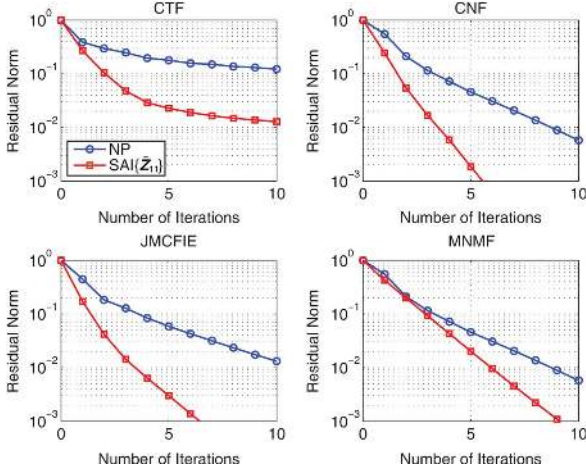 CTF
CNF
Residual Norm
10⁰
10⁻¹
10⁻²
10⁻³
NP
SAI{Z̄₁₁}
0 5 10
Number of Iterations
Residual Norm
10⁰
10⁻¹
10⁻²
10⁻³
0 5 10
Number of Iterations
JMCFIE
MNMF
Residual Norm
10⁰
10⁻¹
10⁻²
10⁻³
0 5 10
Number of Iterations
Residual Norm
10⁰
10⁻¹
10⁻²
10⁻³
0 5 10
Number of Iterations